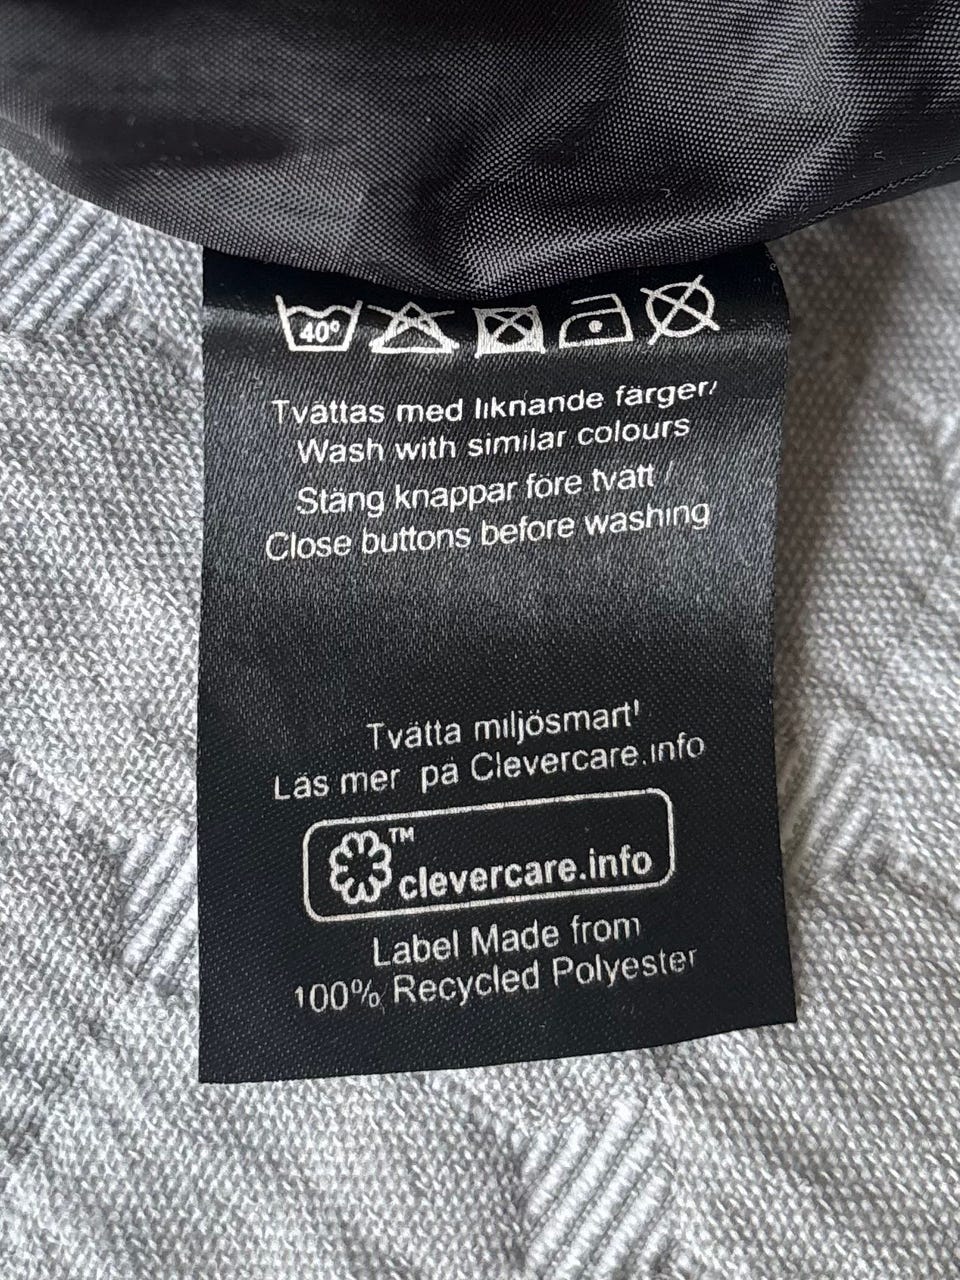 40°
Tvättas med liknande färger/
Wash with similar colours
Stäng knappar före tvätt /
Close buttons before washing
Tvätta miljösmart!
Läs mer på Clevercare.info
TM
clevercare.info
Label Made from
100% Recycled Polyester